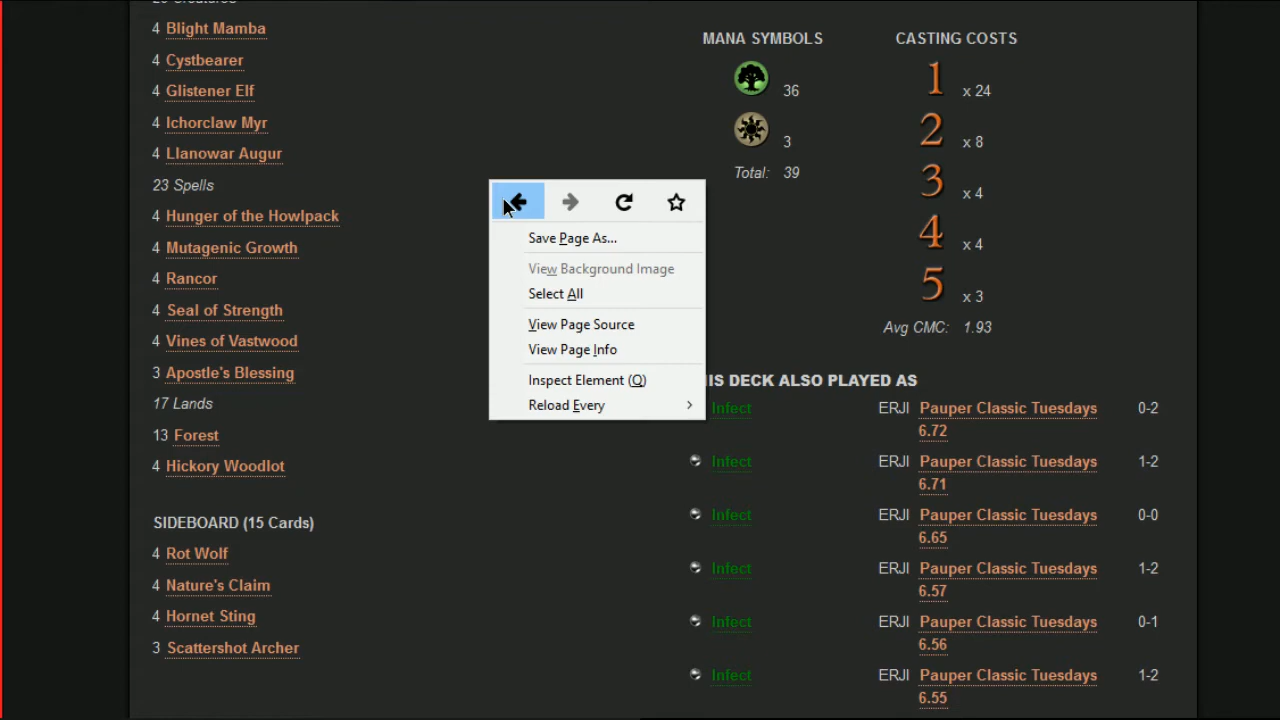 4 Blight Mamba
4 Cystbearer
4 Glistener Elf
4 Ichorclaw Myr
4 Llanowar Augur
23 Spells
4 Hunger of the Howlpack
4 Mutagenic Growth
4 Rancor
4 Seal of Strength
4 Vines of Vastwood
3 Apostle's Blessing
17 Lands
13 Forest
4 Hickory Woodlot
SIDEBOARD (15 Cards)
4 Rot Wolf
4 Nature's Claim
4 Hornet Sting
3 Scattershot Archer
Save Page As...
View Background Image
Select All
View Page Source
View Page Info
Inspect Element (Q)
Reload Every
MANA SYMBOLS
36
3
Total: 39
CASTING COSTS
1 x 24
2 x 8
3 x 4
4 x 4
5 x 3
Avg CMC: 1.93
IS DECK ALSO PLAYED AS
Infect ERJI Pauper Classic Tuesdays 0-2
6.72
Infect ERJI Pauper Classic Tuesdays 1-2
6.71
Infect ERJI Pauper Classic Tuesdays 0-0
6.65
Infect ERJI Pauper Classic Tuesdays 1-2
6.57
Infect ERJI Pauper Classic Tuesdays 0-1
6.56
Infect ERJI Pauper Classic Tuesdays 1-2
6.55